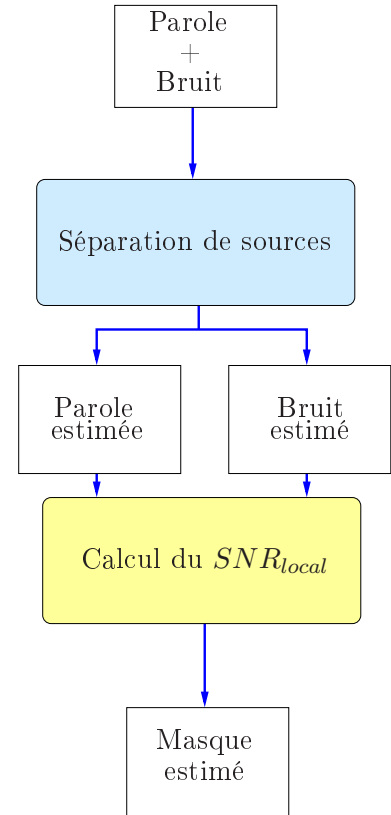 Parole
+
Bruit
Séparation de sources
Parole
estimée
Bruit
estimé
Calcul du SNR_local
Masque
estimé